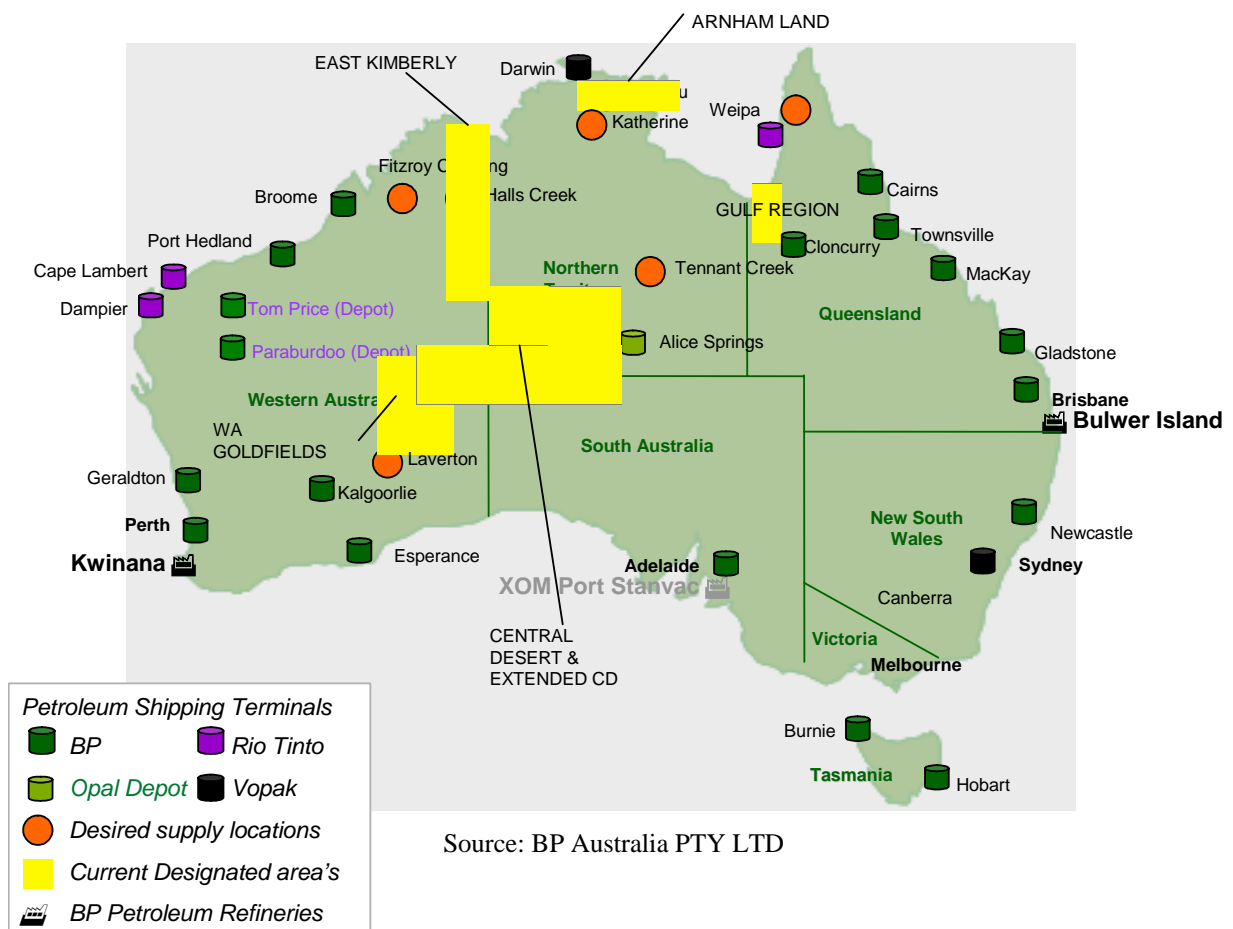 ARNHAM LAND
EAST KIMBERLY
Darwin
u
Weipa
Katherine
Fitzroy C ng
Halls Creek
Cairns
Broome
GULF REGION
Townsville
Port Hedland
Cloncurry
Northern
Tennant Creek
MacKay
Cape Lambert
Dampier
Tom Price (Depot)
Queensland
Alice Springs
Paraburdoo (Depot)
Gladstone
Western Austra
Brisbane
Bulwer Island
WA
GOLDFIELDS
South Australia
Laverton
Geraldton
Kalgoorlie
Perth
New South
Wales
Newcastle
Esperance
Kwinana
Adelaide
Sydney
XOM Port Stanvac
Canberra
CENTRAL
DESERT &
EXTENDED CD
Victoria
Melbourne
Burnie
Tasmania
Hobart
Petroleum Shipping Terminals
BP
Rio Tinto
Opal Depot
Vopak
Desired supply locations
Current Designated area's
BP Petroleum Refineries
Source: BP Australia PTY LTD